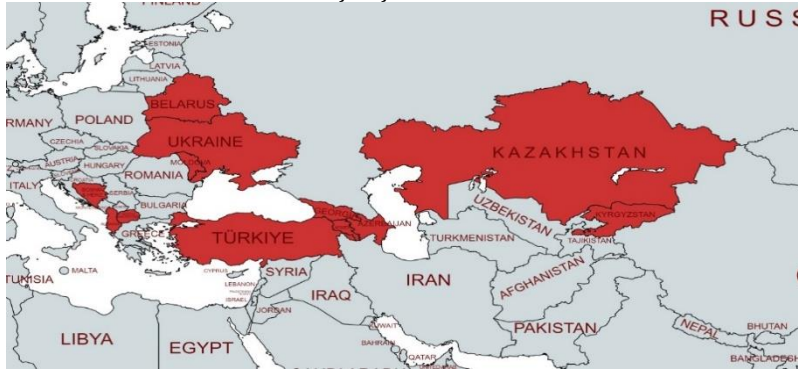 FINLAND
RUSS
ESTONIA
LATVIA
LITHUANIA
BELARUS
POLAND
RMANY
UKRAINE
CZECHIA
SLOVAKIA
KAZAKHSTAN
AUSTRIA
HUNGARY
MOLDOVA
ROMANIA
ITALY
SERBIA
BULGARIA
GEORGIA
AZERBAIJAN
UZBEKISTAN
KYRGYZSTAN
GREECE
TÜRKIYE
TURKMENISTAN
TAJIKISTAN
MALTA
CYPRUS
SYRIA
TUNISIA
LEBANON
IRAN
AFGHANISTAN
ISRAEL
IRAQ
JORDAN
PAKISTAN
KUWAIT
NEPAL
BHUTAN
LIBYA
EGYPT
BAHRAIN
QATAR
BANGLADESH